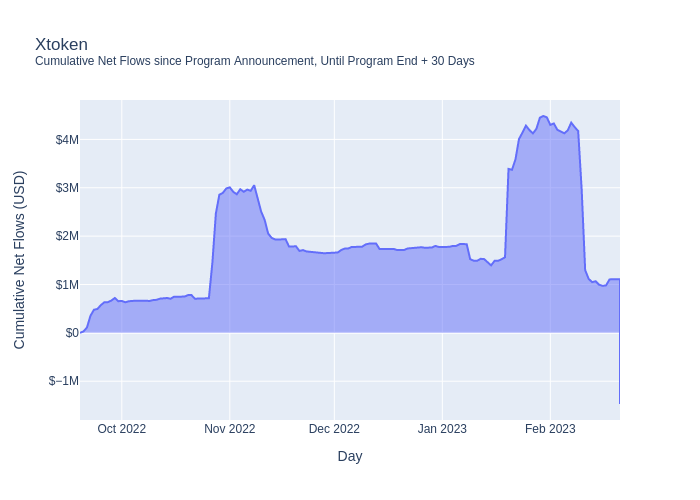 Xtoken
Cumulative Net Flows since Program Announcement, Until Program End + 30 Days
Cumulative Net Flows (USD)
$4M
$3M
$2M
$1M
$0
$−1M
Oct 2022
Nov 2022
Dec 2022
Jan 2023
Feb 2023
Day